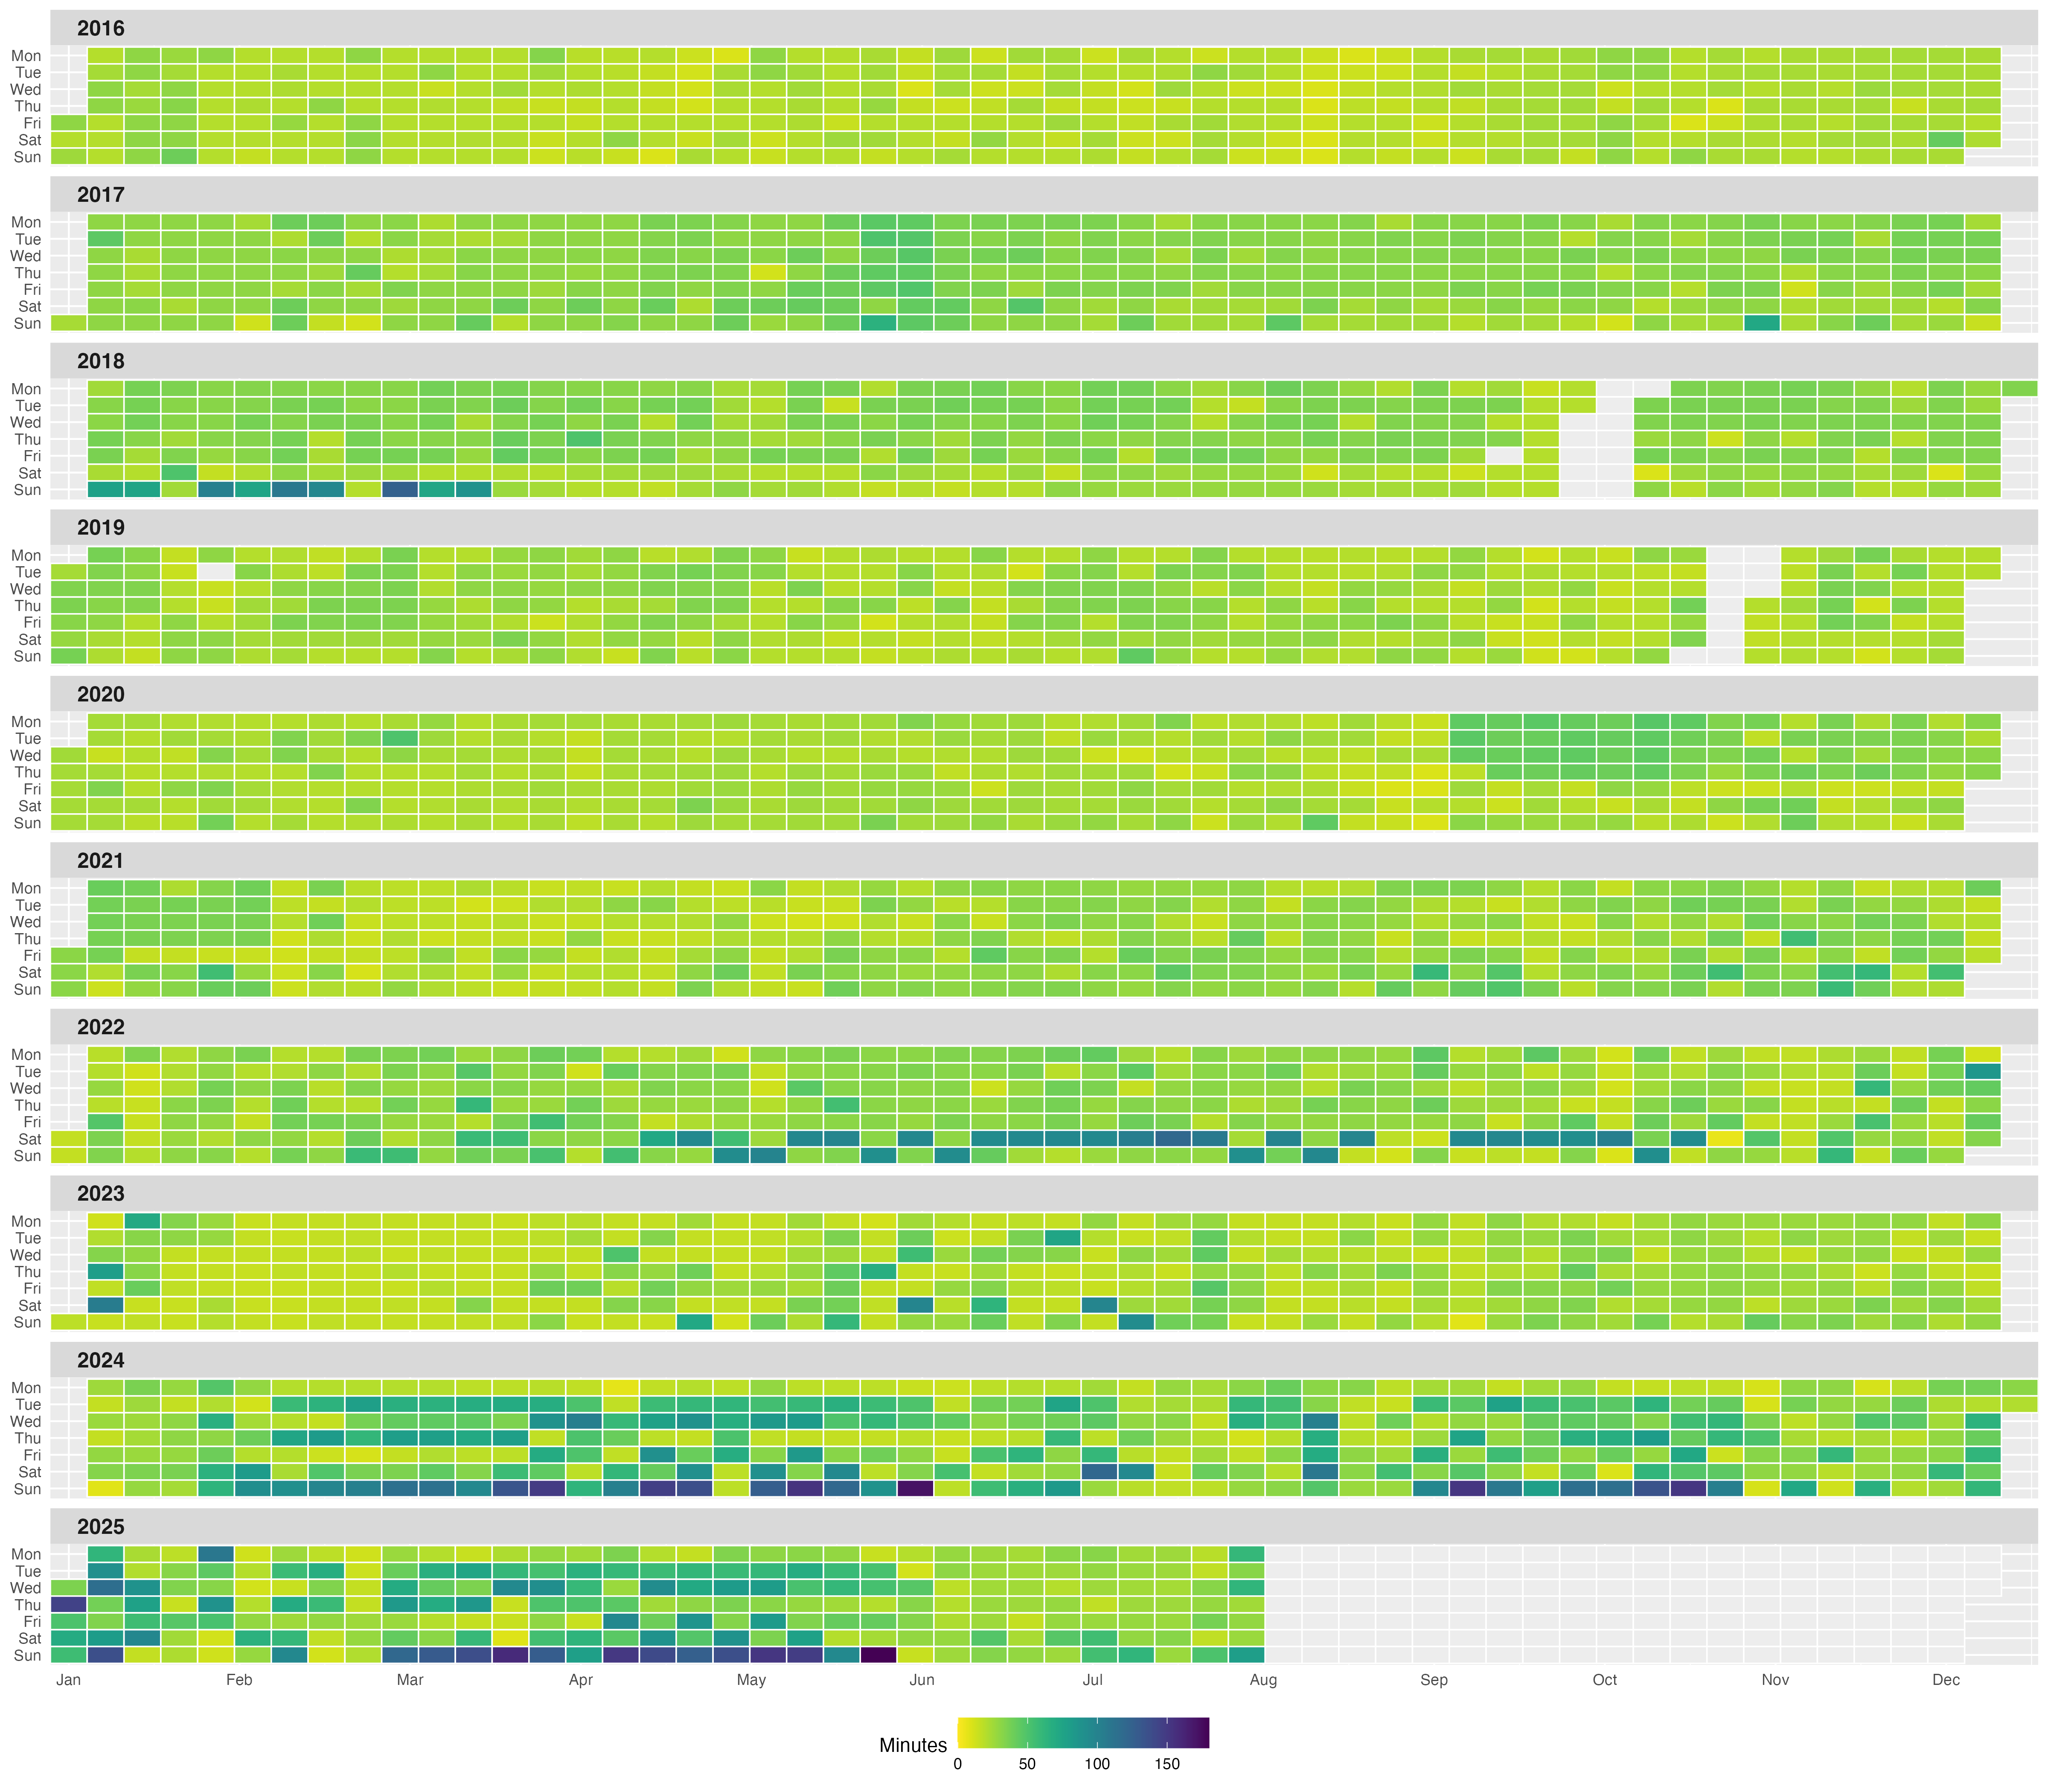 2016
Mon
Tue
Wed
Thu
Fri
Sat
Sun
2017
Mon
Tue
Wed
Thu
Fri
Sat
Sun
2018
Mon
Tue
Wed
Thu
Fri
Sat
Sun
2019
Mon
Tue
Wed
Thu
Fri
Sat
Sun
2020
Mon
Tue
Wed
Thu
Fri
Sat
Sun
2021
Mon
Tue
Wed
Thu
Fri
Sat
Sun
2022
Mon
Tue
Wed
Thu
Fri
Sat
Sun
2023
Mon
Tue
Wed
Thu
Fri
Sat
Sun
2024
Mon
Tue
Wed
Thu
Fri
Sat
Sun
2025
Mon
Tue
Wed
Thu
Fri
Sat
Sun
Jan Feb Mar Apr May Jun Jul Aug Sep Oct Nov Dec
Minutes
0 50 100 150